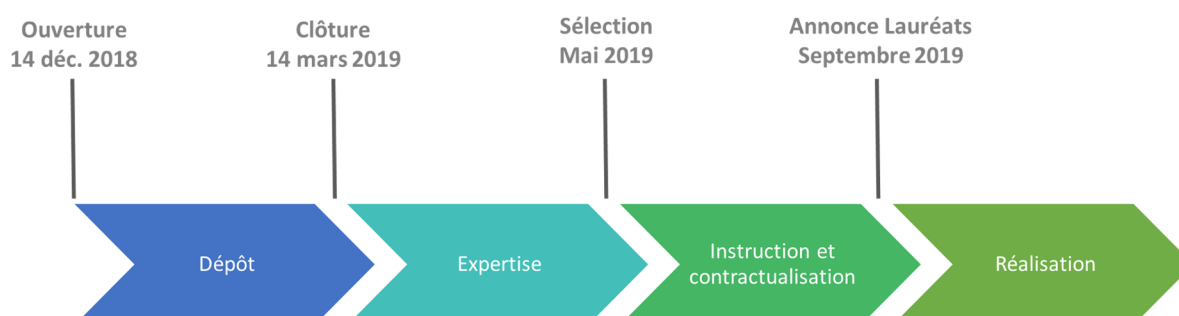 Ouverture
14 déc. 2018
Clôture
14 mars 2019
Sélection
Mai 2019
Annonce Lauréats
Septembre 2019
Dépôt
Expertise
Instruction et
contractualisation
Réalisation